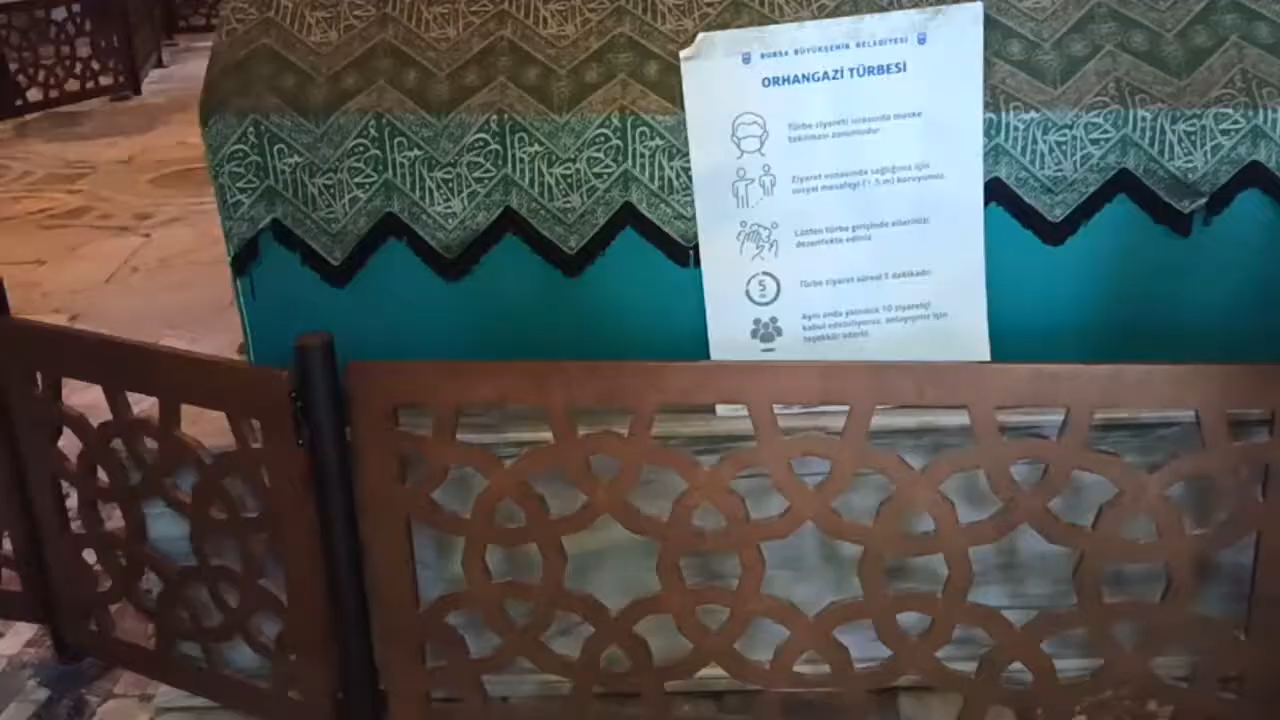 BURSA BÜYÜKŞEHİR BELEDİYESİ
ORHANGAZİ TÜRBESİ
Türbe ziyareti sırasında maske
takılması zorunludur.
Ziyaret esnasında sağlığınız için
sosyal mesafeyi (1.5 m) koruyunuz.
Lütfen türbe girişinde ellerinizi
dezenfekte ediniz.
5
Türbe ziyaret süresi 5 dakikadır.
Aynı anda yalnızca 10 ziyaretçi
kabul edebiliyoruz, anlayışınız için
teşekkür ederiz.